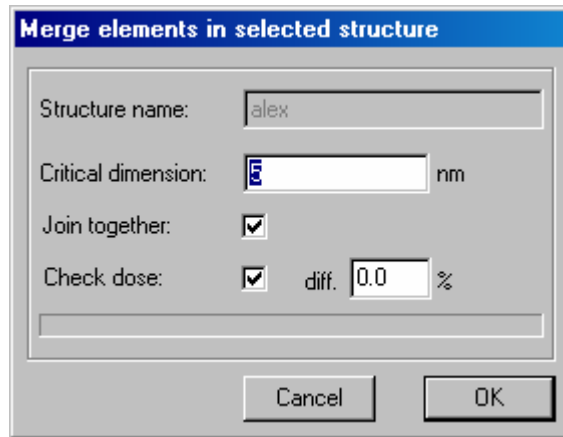 Merge elements in selected structure
Structure name: alex
Critical dimension: 5 nm
Join together:
Check dose: diff. 0.0 %
Cancel OK